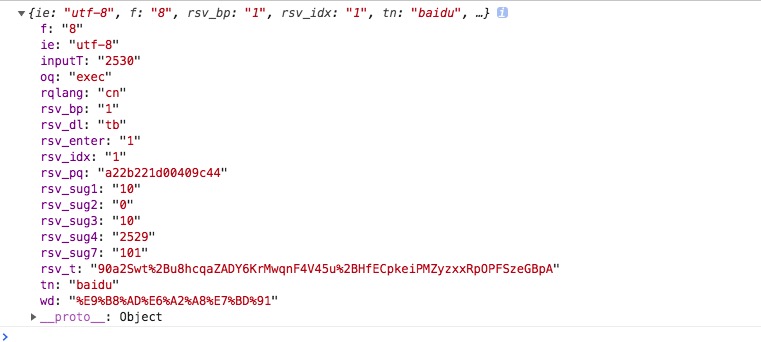 {ie: "utf-8", f: "8", rsv_bp: "1", rsv_idx: "1", tn: "baidu", …}
f: "8"
ie: "utf-8"
inputT: "2530"
oq: "exec"
rqlang: "cn"
rsv_bp: "1"
rsv_dl: "tb"
rsv_enter: "1"
rsv_idx: "1"
rsv_pq: "a22b221d00409c44"
rsv_sug1: "10"
rsv_sug2: "0"
rsv_sug3: "10"
rsv_sug4: "2529"
rsv_sug7: "101"
rsv_t: "90a2Swt%2Bu8hcqaZADY6KrMwqnF4V45u%2BHfECpkeiPMZyzxxRpOPFSzeGBpA"
tn: "baidu"
wd: "%E9%B8%AD%E6%A2%A8%E7%BD%91"
__proto__: Object